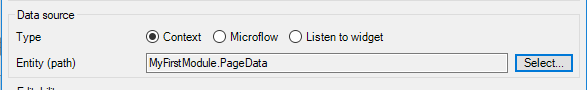 Data source
Type Context Microflow Listen to widget
Entity (path) MyFirstModule.PageData Select...